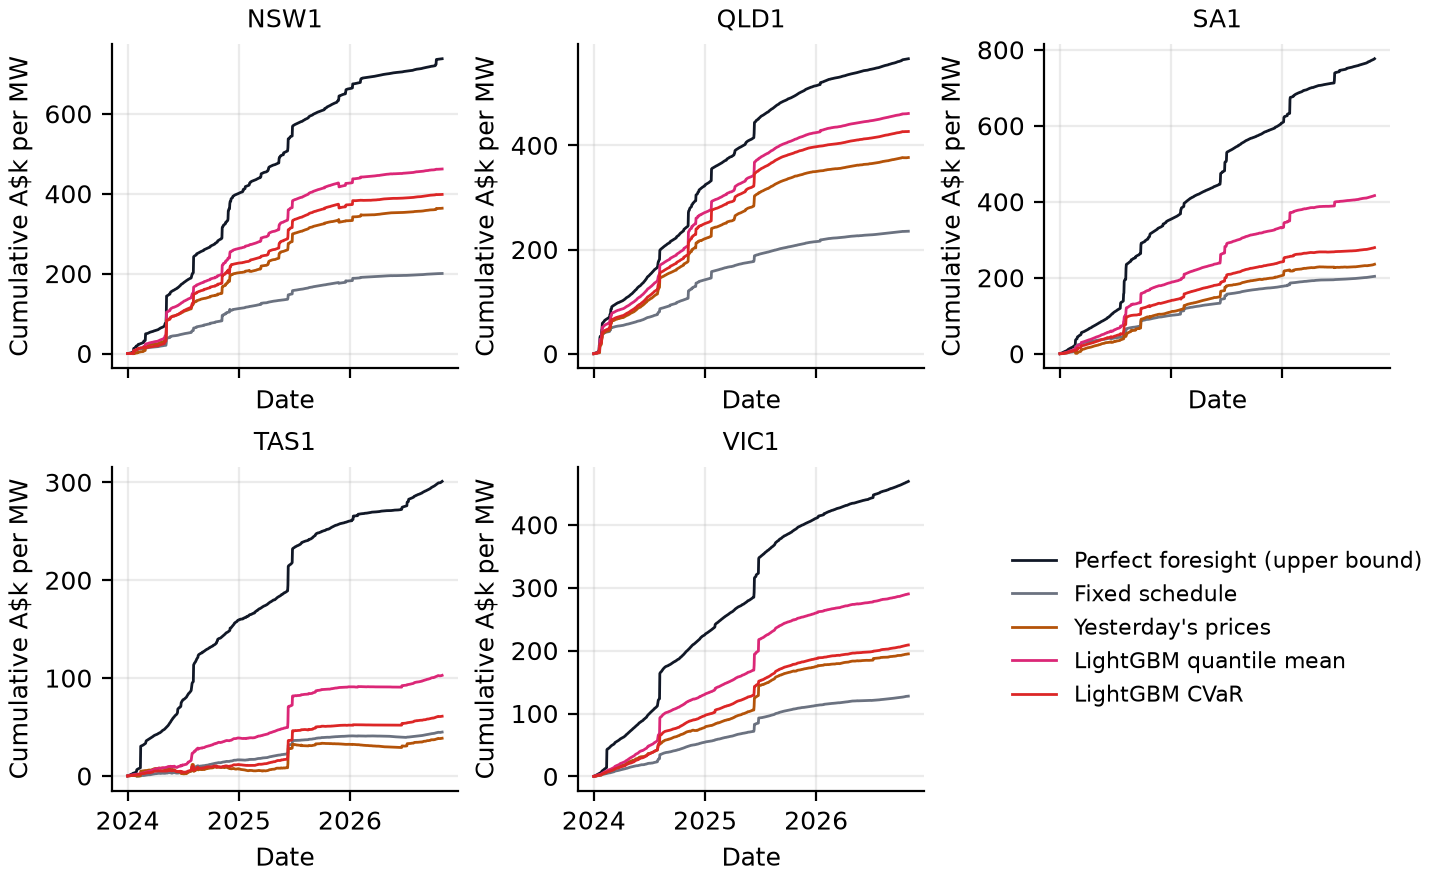 NSW1
Cumulative A$k per MW
600
400
200
0
Date
QLD1
Cumulative A$k per MW
400
200
0
Date
SA1
Cumulative A$k per MW
800
600
400
200
0
Date
TAS1
Cumulative A$k per MW
300
200
100
0
2024 2025 2026
Date
VIC1
Cumulative A$k per MW
400
300
200
100
0
2024 2025 2026
Date
Perfect foresight (upper bound)
Fixed schedule
Yesterday's prices
LightGBM quantile mean
LightGBM CVaR